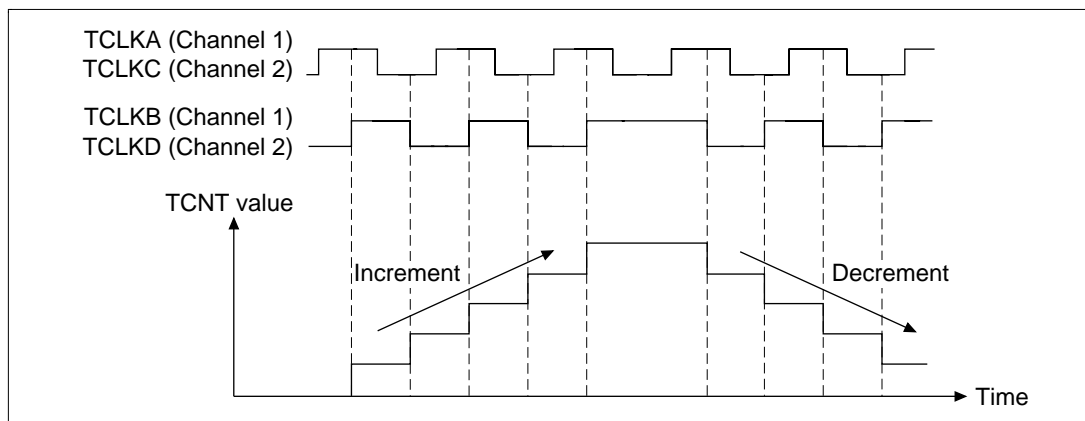 TCLKA (Channel 1)
TCLKC (Channel 2)
TCLKB (Channel 1)
TCLKD (Channel 2)
TCNT value
Increment
Decrement
Time